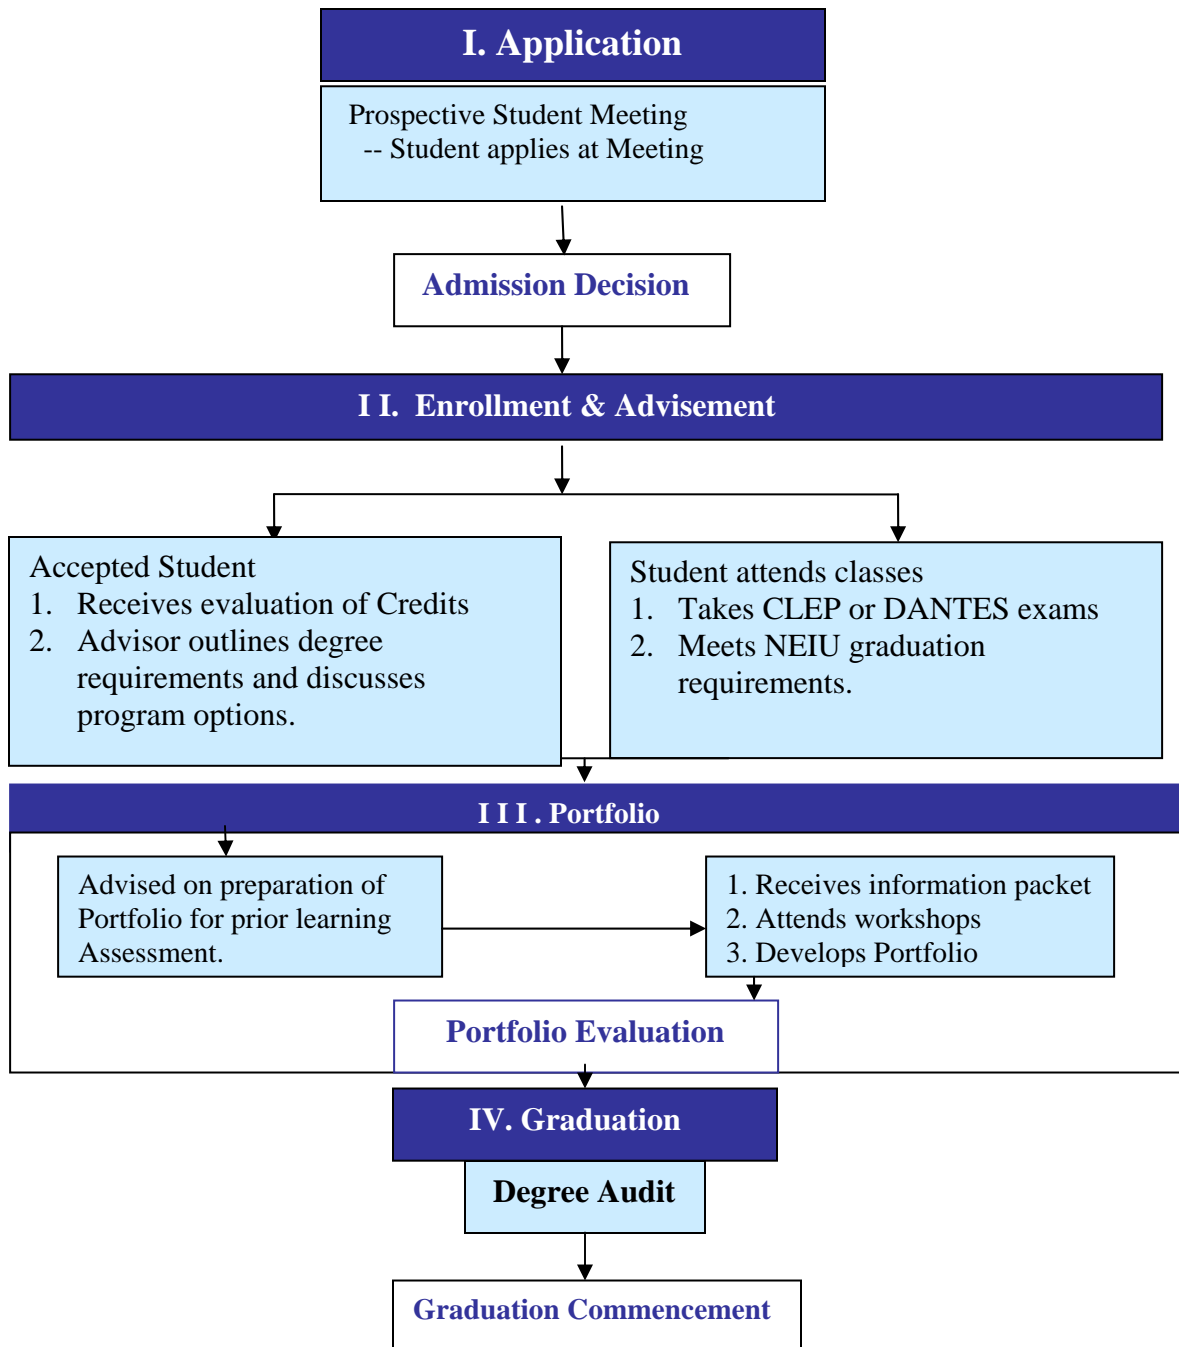 I. Application
Prospective Student Meeting
-- Student applies at Meeting
Admission Decision
I I.  Enrollment & Advisement
Accepted Student
1. Receives evaluation of Credits
2. Advisor outlines degree
requirements and discusses
program options.
Student attends classes
1. Takes CLEP or DANTES exams
2. Meets NEIU graduation
requirements.
I I I . Portfolio
Advised on preparation of
Portfolio for prior learning
Assessment.
1. Receives information packet
2. Attends workshops
3. Develops Portfolio
Portfolio Evaluation
IV. Graduation
Degree Audit
Graduation Commencement